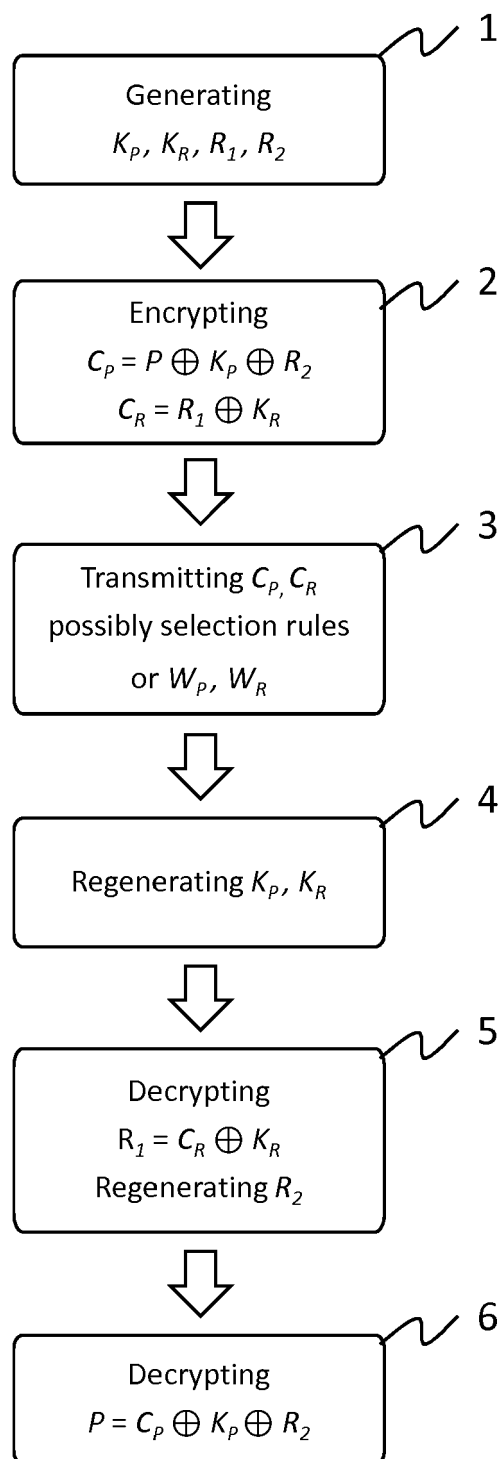 1
Generating
K_P, K_R, R_1, R_2
2
Encrypting
C_P = P ⊕ K_P ⊕ R_2
C_R = R_1 ⊕ K_R
3
Transmitting C_P, C_R
possibly selection rules
or W_P, W_R
4
Regenerating K_P, K_R
5
Decrypting
R_1 = C_R ⊕ K_R
Regenerating R_2
6
Decrypting
P = C_P ⊕ K_P ⊕ R_2